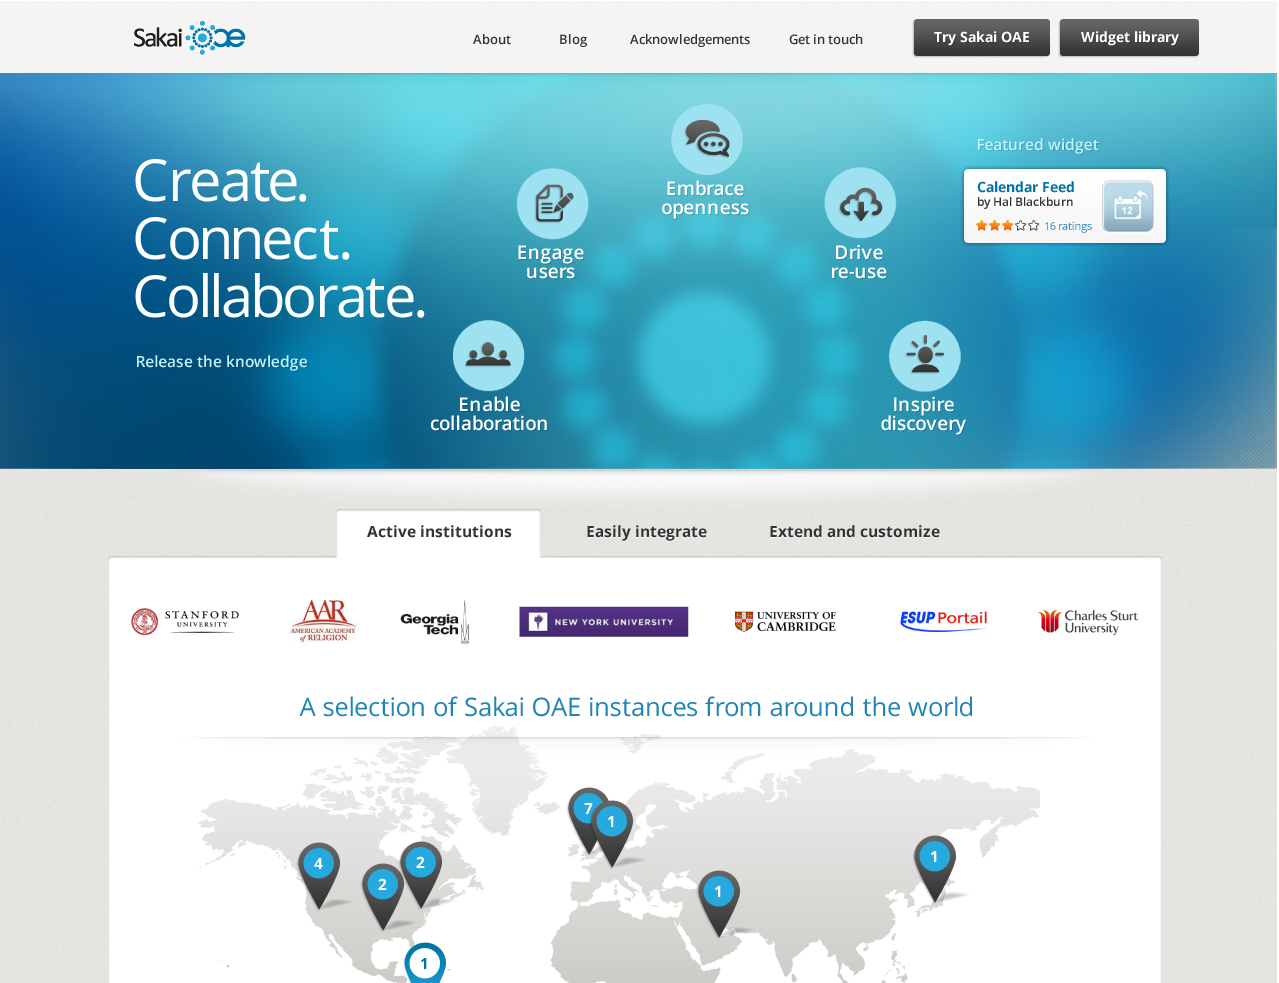 Sakai oae
About
Blog
Acknowledgements
Get in touch
Try Sakai OAE
Widget library
Create.
Connect.
Collaborate.
Release the knowledge
Embrace
openness
Engage
users
Drive
re-use
Enable
collaboration
Inspire
discovery
Featured widget
Calendar Feed
by Hal Blackburn
16 ratings
12
Active institutions
Easily integrate
Extend and customize
STANFORD
UNIVERSITY
AAR
AMERICAN ACADEMY
of RELIGION
Georgia
Tech
NEW YORK UNIVERSITY
UNIVERSITY OF
CAMBRIDGE
ESUP Portail
Charles Sturt
University
A selection of Sakai OAE instances from around the world
7
1
4
2
2
1
1
1